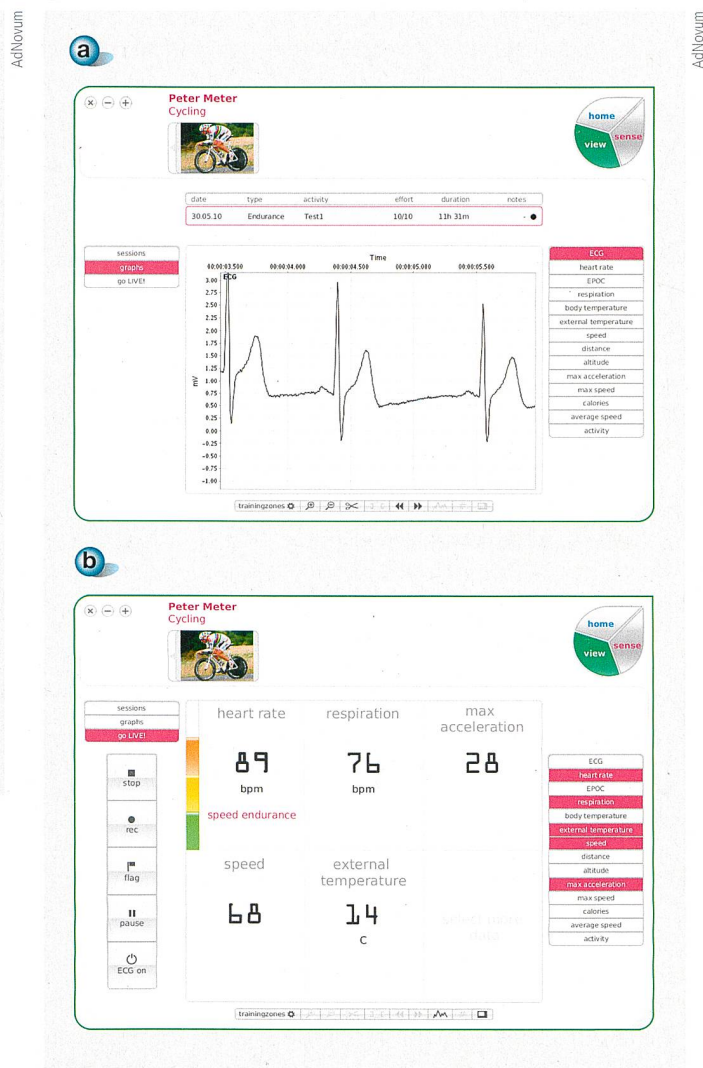 AdNovum
AdNovum
a
Peter Meter
Cycling
home
view
sense
date type activity effort duration notes
30.05.10 Endurance Test1 10/10 11h 31m -
sessions
graphs
go LIVE!
Time
00:00:03.500 00:00:04.000 00:00:04.500 00:00:05.000 00:00:05.500
ECG
mV
3.00
2.75
2.50
2.25
2.00
1.75
1.50
1.25
1.00
0.75
0.50
0.25
0.00
-0.25
-0.50
-0.75
-1.00
ECG
heart rate
EPOC
respiration
body temperature
external temperature
speed
distance
altitude
max acceleration
max speed
calories
average speed
activity
trainingzones
b
Peter Meter
Cycling
home
view
sense
sessions
graphs
go LIVE!
stop
rec
flag
pause
ECG on
heart rate
89
bpm
speed endurance
respiration
76
bpm
max
acceleration
28
speed
68
external
temperature
14
C
ECG
heart rate
EPOC
respiration
body temperature
external temperature
speed
distance
altitude
max acceleration
max speed
calories
average speed
activity
trainingzones